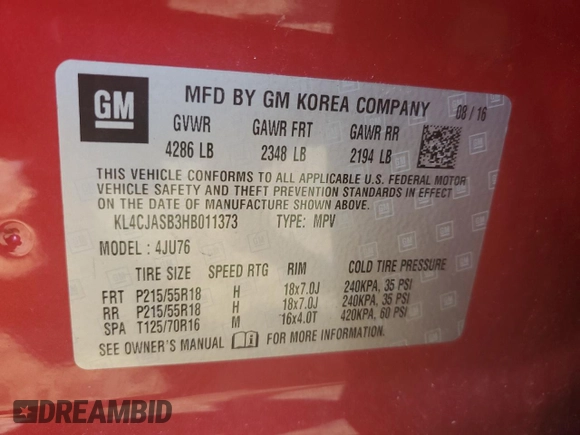 GM
MFD BY GM KOREA COMPANY 08 / 16
GVWR GAWR FRT GAWR RR
4286 LB 2348 LB 2194 LB
THIS VEHICLE CONFORMS TO ALL APPLICABLE U.S. FEDERAL MOTOR
VEHICLE SAFETY AND THEFT PREVENTION STANDARDS IN EFFECT
ON THE DATE OF MANUFACTURE SHOWN ABOVE.
KL4CJASB3HB011373 TYPE: MPV
MODEL : 4JU76
TIRE SIZE SPEED RTG RIM COLD TIRE PRESSURE
FRT P215/55R18 H 18x7.0J 240KPA, 35 PSI
RR P215/55R18 H 18x7.0J 240KPA, 35 PSI
SPA T125/70R16 M 16x4.0T 420KPA, 60 PSI
SEE OWNER'S MANUAL FOR MORE INFORMATION.
DREAMBID